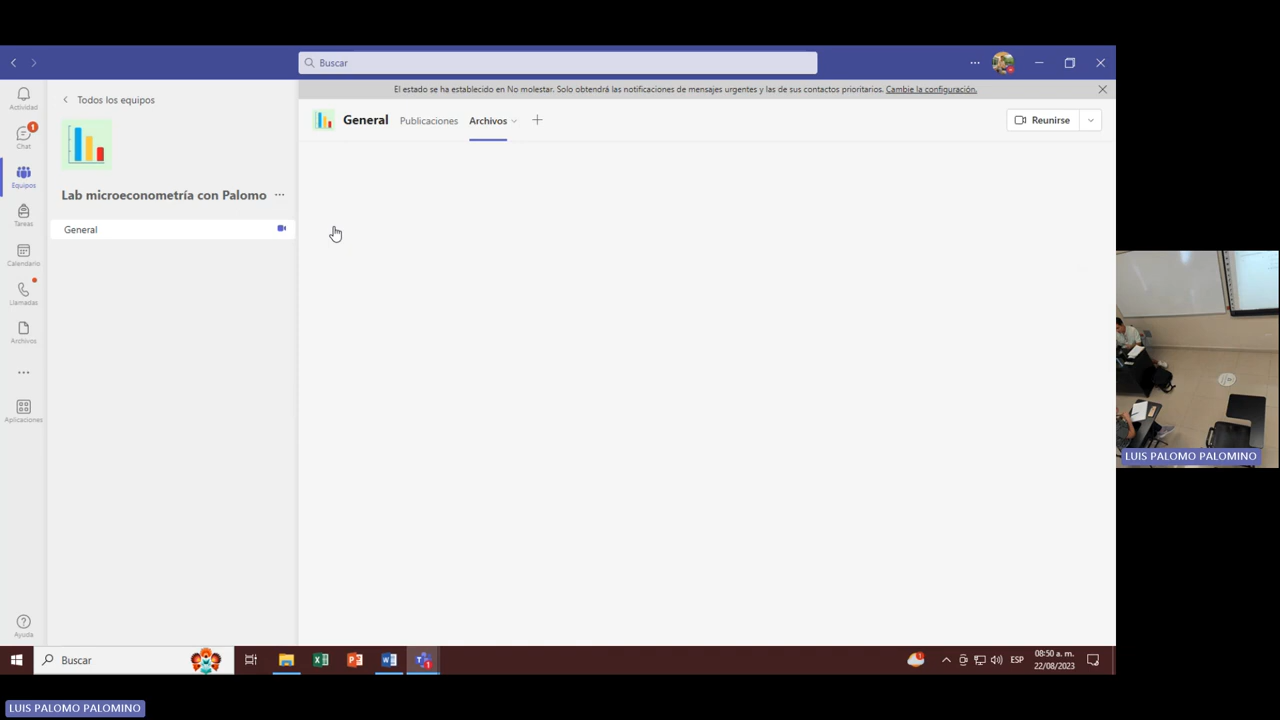 Buscar
El estado se ha establecido en No molestar. Solo obtendrá las notificaciones de mensajes urgentes y las de sus contactos prioritarios. Cambie la configuración.
Actividad
Chat
1
Equipos
Tareas
Calendario
Llamadas
Archivos
Aplicaciones
Ayuda
Todos los equipos
Lab microeconometría con Palomo
General
General
Publicaciones
Archivos
Reunirse
LUIS PALOMO PALOMINO
Buscar
ESP
08:50 a. m.
22/08/2023
LUIS PALOMO PALOMINO